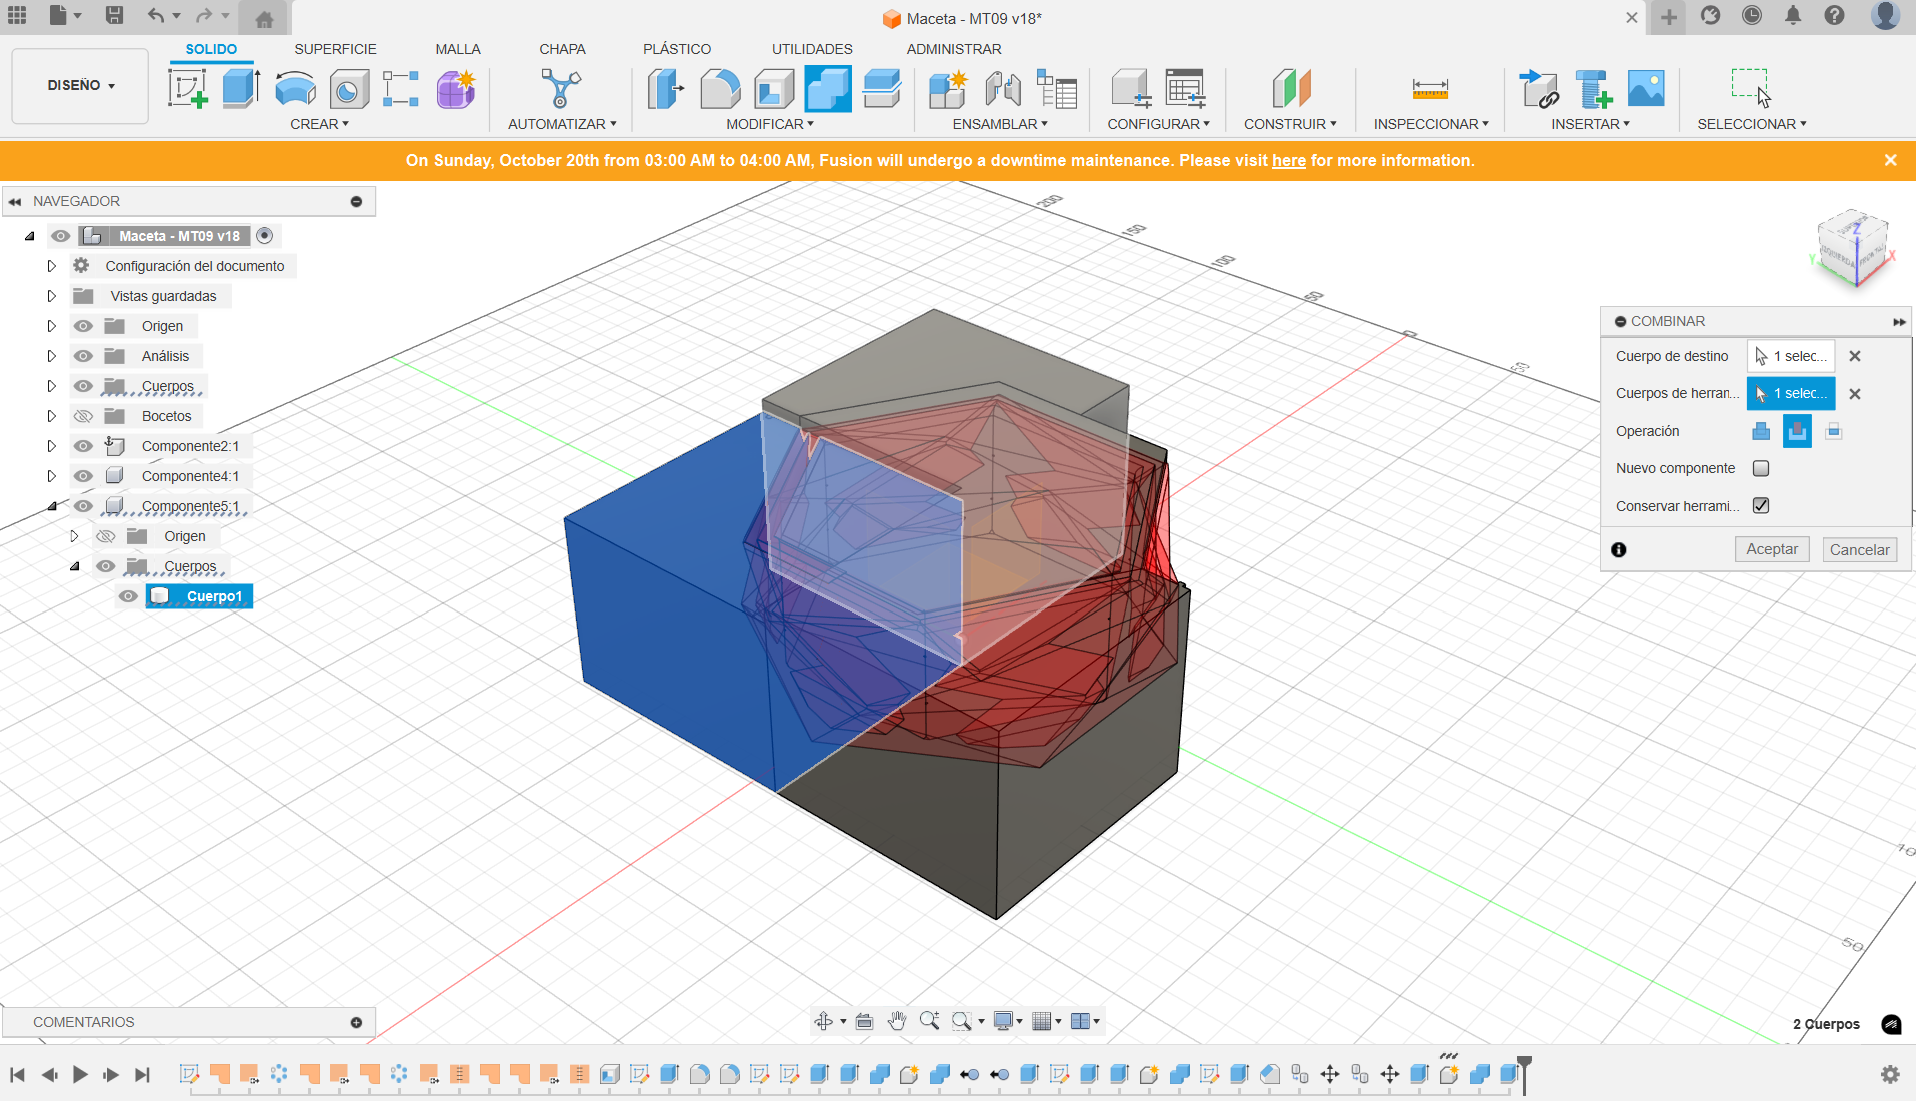 Maceta - MT09 v18*
DISEÑO
SOLIDO
SUPERFICIE
MALLA
CHAPA
PLÁSTICO
UTILIDADES
ADMINISTRAR
CREAR
AUTOMATIZAR
MODIFICAR
ENSAMBLAR
CONFIGURAR
CONSTRUIR
INSPECCIONAR
INSERTAR
SELECCIONAR
On Sunday, October 20th from 03:00 AM to 04:00 AM, Fusion will undergo a downtime maintenance. Please visit here for more information.
NAVEGADOR
Maceta - MT09 v18
Configuración del documento
Vistas guardadas
Origen
Análisis
Cuerpos
Bocetos
Componente2:1
Componente4:1
Componente5:1
Origen
Cuerpos
Cuerpo1
200
150
100
50
0
50
50
Z
Y
X
COMBINAR
Cuerpo de destino
1 selec...
Cuerpos de herran...
1 selec...
Operación
Nuevo componente
Conservar herrami...
Aceptar
Cancelar
COMENTARIOS
2 Cuerpos